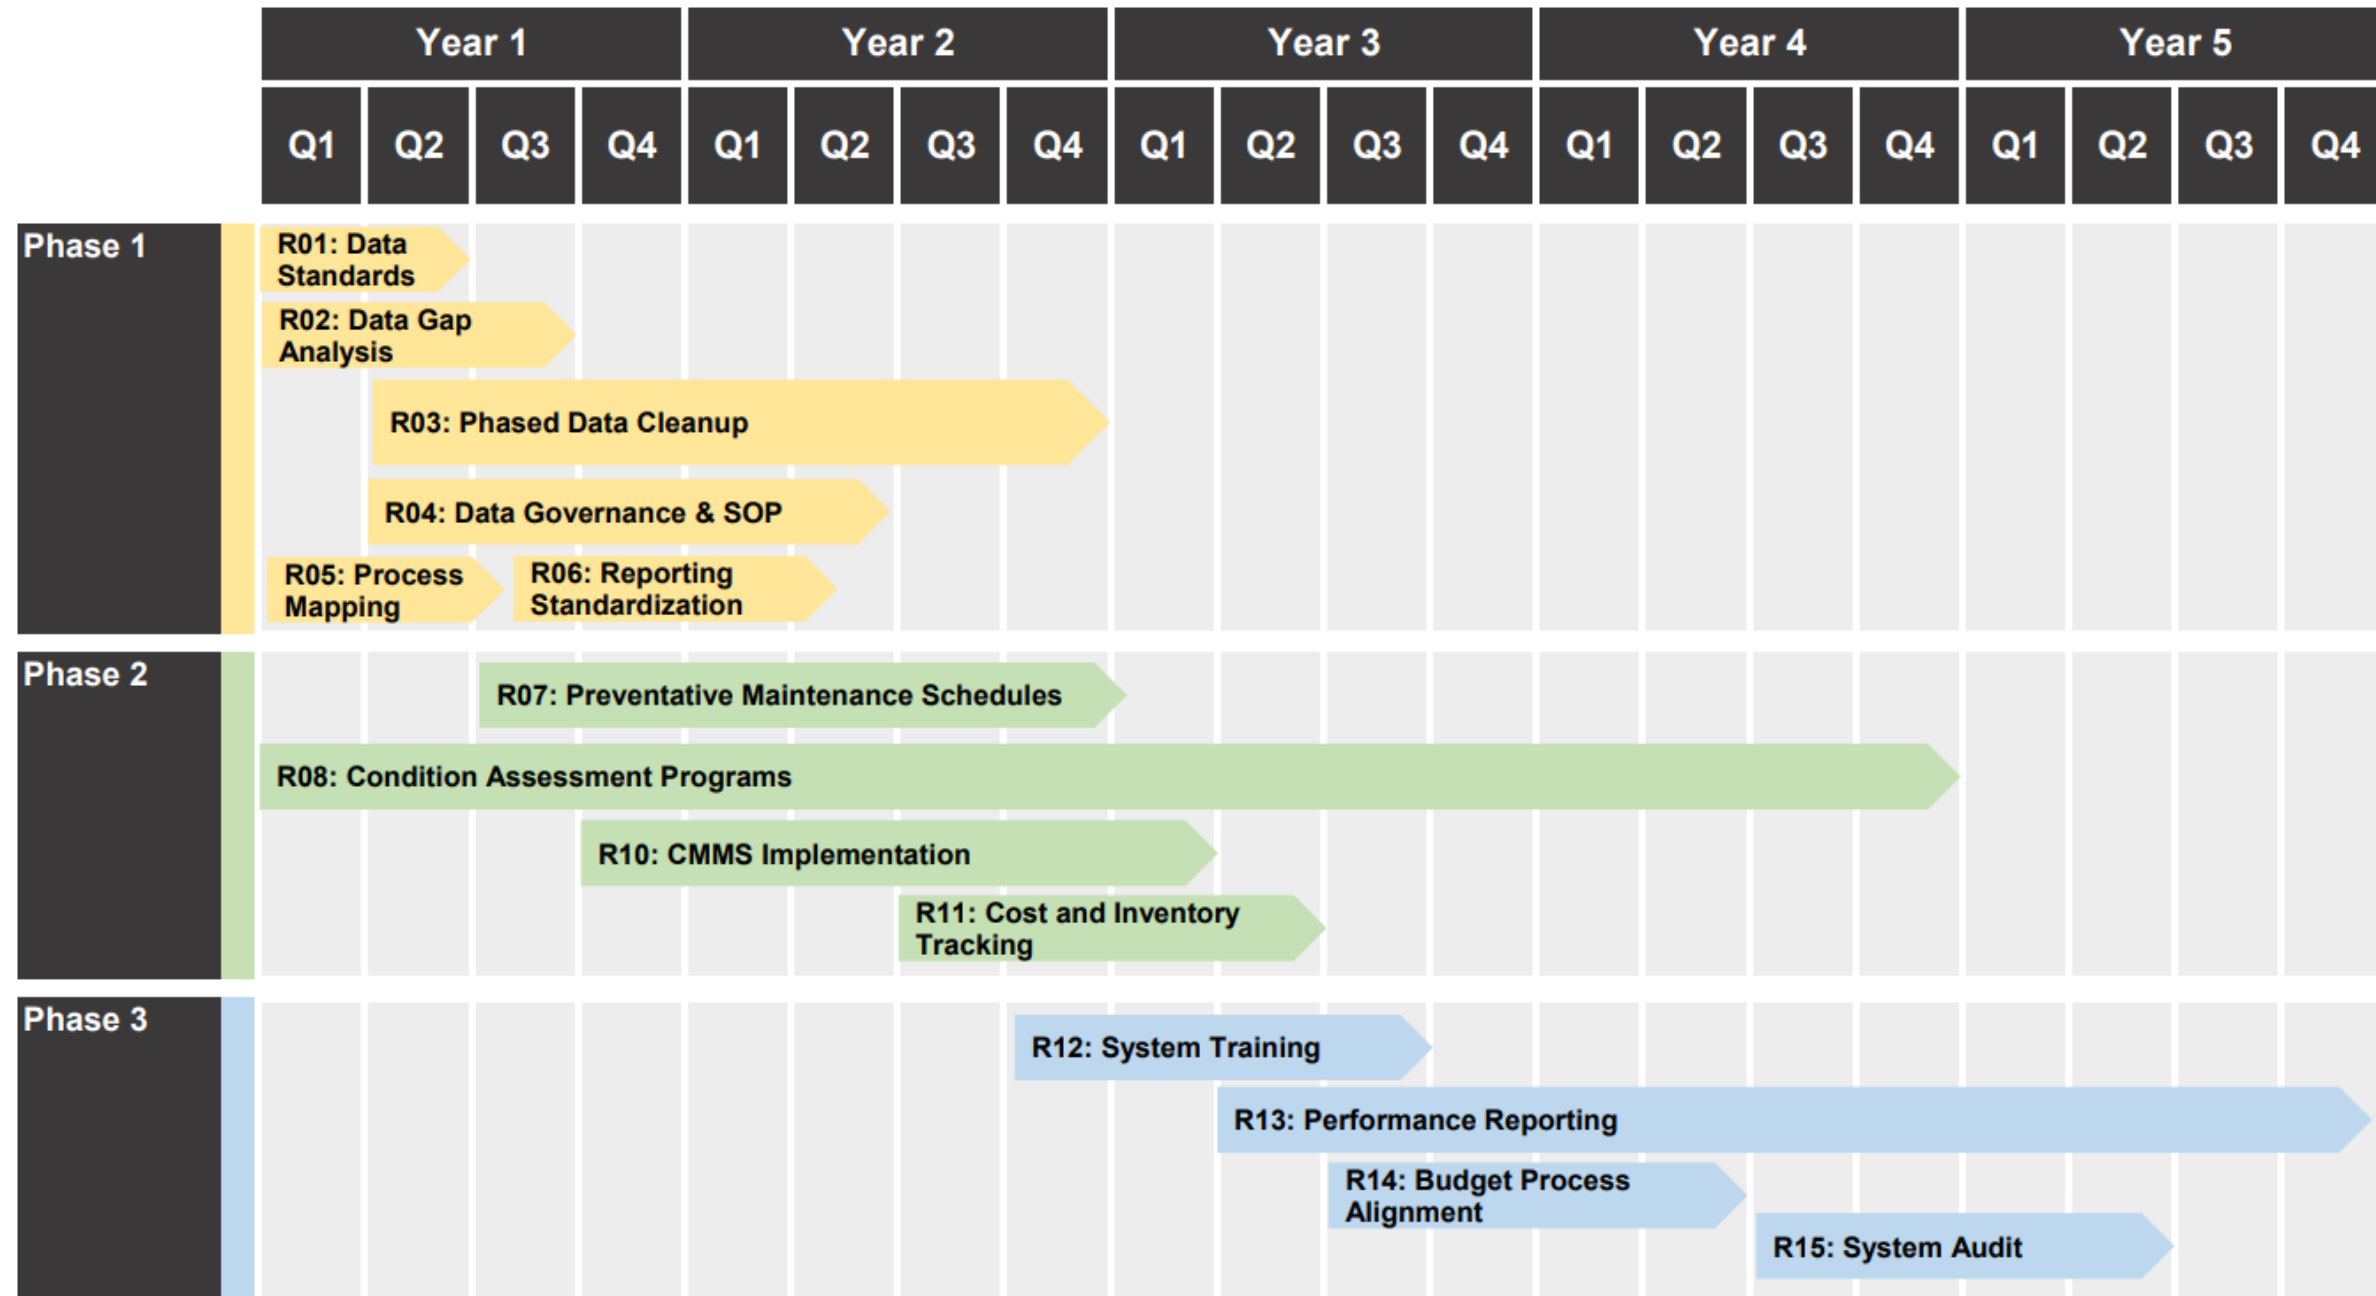 Year 1 Year 2 Year 3 Year 4 Year 5
Q1 Q2 Q3 Q4 Q1 Q2 Q3 Q4 Q1 Q2 Q3 Q4 Q1 Q2 Q3 Q4 Q1 Q2 Q3 Q4
Phase 1
R01: Data
Standards
R02: Data Gap
Analysis
R03: Phased Data Cleanup
R04: Data Governance & SOP
R05: Process
Mapping
R06: Reporting
Standardization
Phase 2
R07: Preventative Maintenance Schedules
R08: Condition Assessment Programs
R10: CMMS Implementation
R11: Cost and Inventory
Tracking
Phase 3
R12: System Training
R13: Performance Reporting
R14: Budget Process
Alignment
R15: System Audit